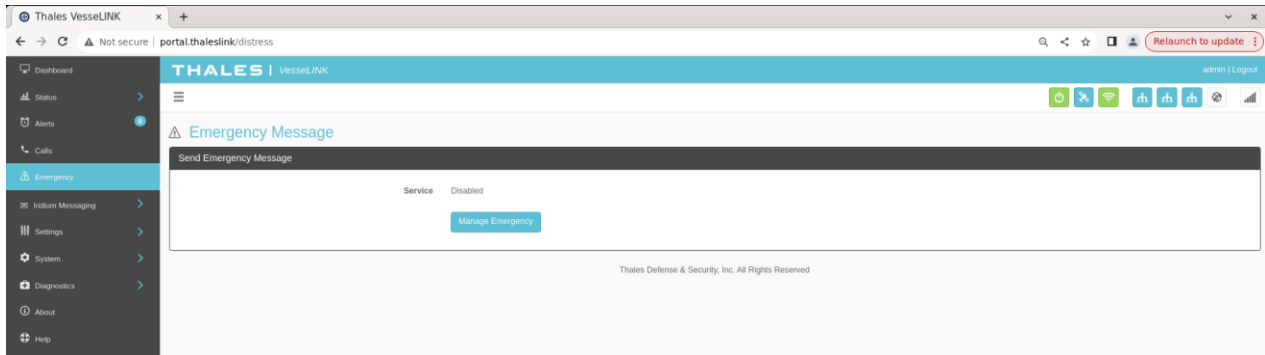 Thales VesseLINK
Not secure | portal.thaleslink/distress
Relaunch to update
Dashboard
THALES | VesseLINK
admin | Logout
Status
Alerts
0
Emergency Message
Calls
Send Emergency Message
Emergency
Service Disabled
Iridium Messaging
Manage Emergency
Settings
System
Thales Defense & Security, Inc. All Rights Reserved
Diagnostics
About
Help